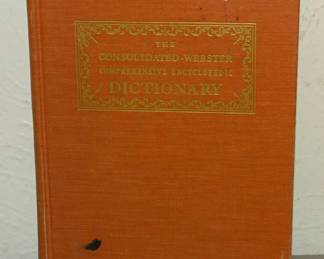 THE
CONSOLIDATED-WEBSTER
COMPREHENSIVE ENCYCLOPEDIC
DICTIONARY